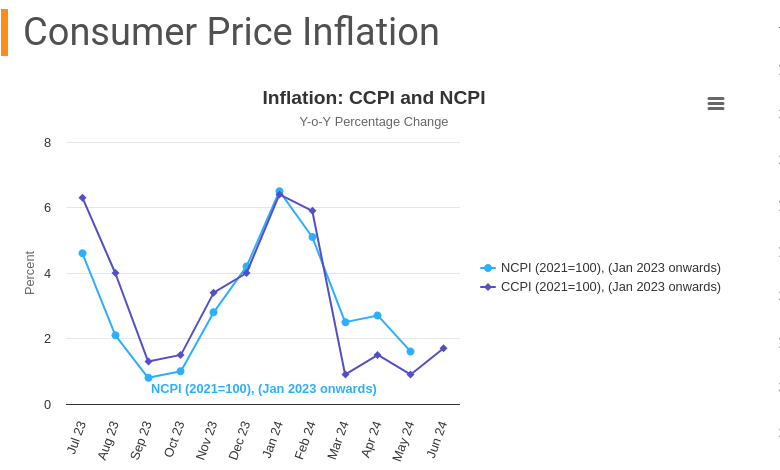 Consumer Price Inflation
Inflation: CCPI and NCPI
Y-o-Y Percentage Change
Percent
8
6
4
2
0
NCPI (2021=100), (Jan 2023 onwards)
CCPI (2021=100), (Jan 2023 onwards)
NCPI (2021=100), (Jan 2023 onwards)
Jul 23
Aug 23
Sep 23
Oct 23
Nov 23
Dec 23
Jan 24
Feb 24
Mar 24
Apr 24
May 24
Jun 24